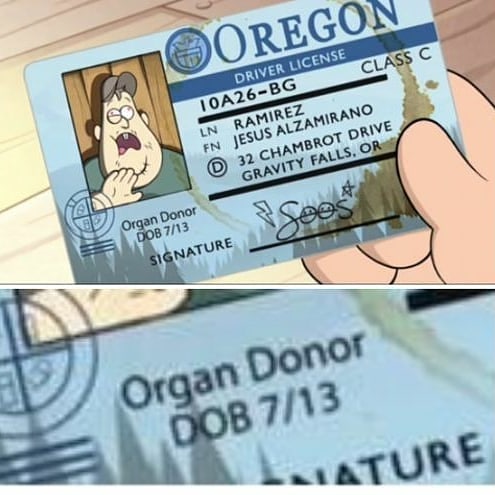 OREGON
DRIVER LICENSE
10A26-BG
CLASS C
LN RAMIREZ
FN JESUS ALZAMIRANO
D 32 CHAMBROT DRIVE
GRAVITY FALLS, OR
Organ Donor
DOB 7/13
SIGNATURE
Soos
Organ Donor
DOB 7/13
NATURE